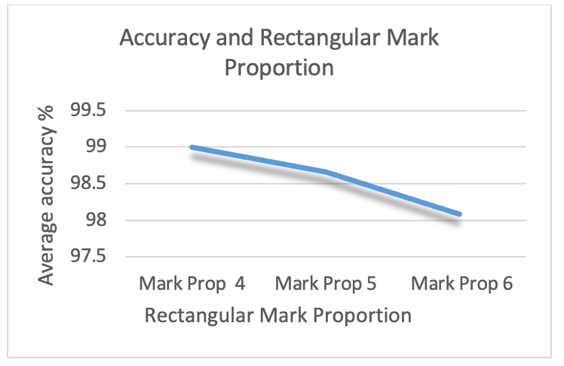 Accuracy and Rectangular Mark
Proportion
Average accuracy %
99.5
99
98.5
98
97.5
Mark Prop 4 Mark Prop 5 Mark Prop 6
Rectangular Mark Proportion